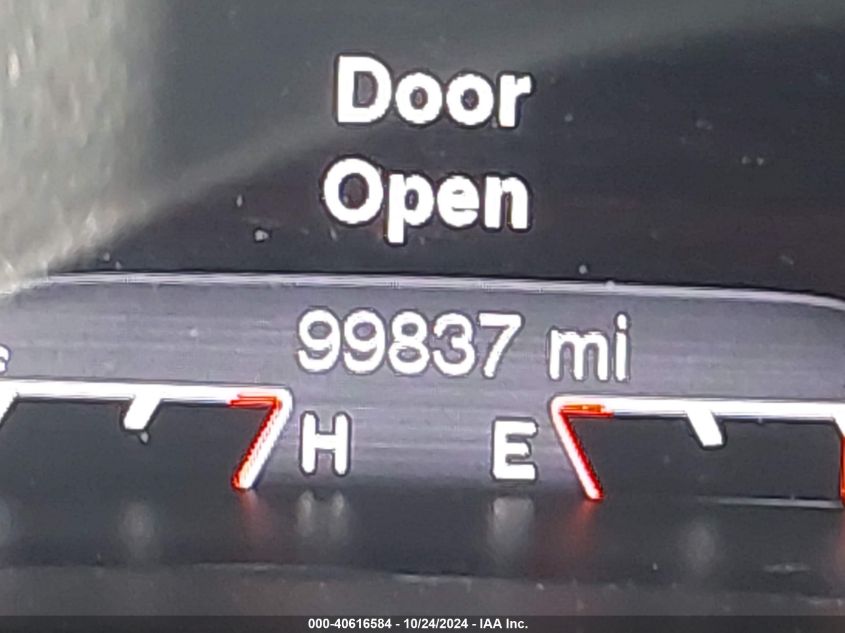 Door
Open
99837 mi
H E
000-40616584 - 10/24/2024 - IAA Inc.